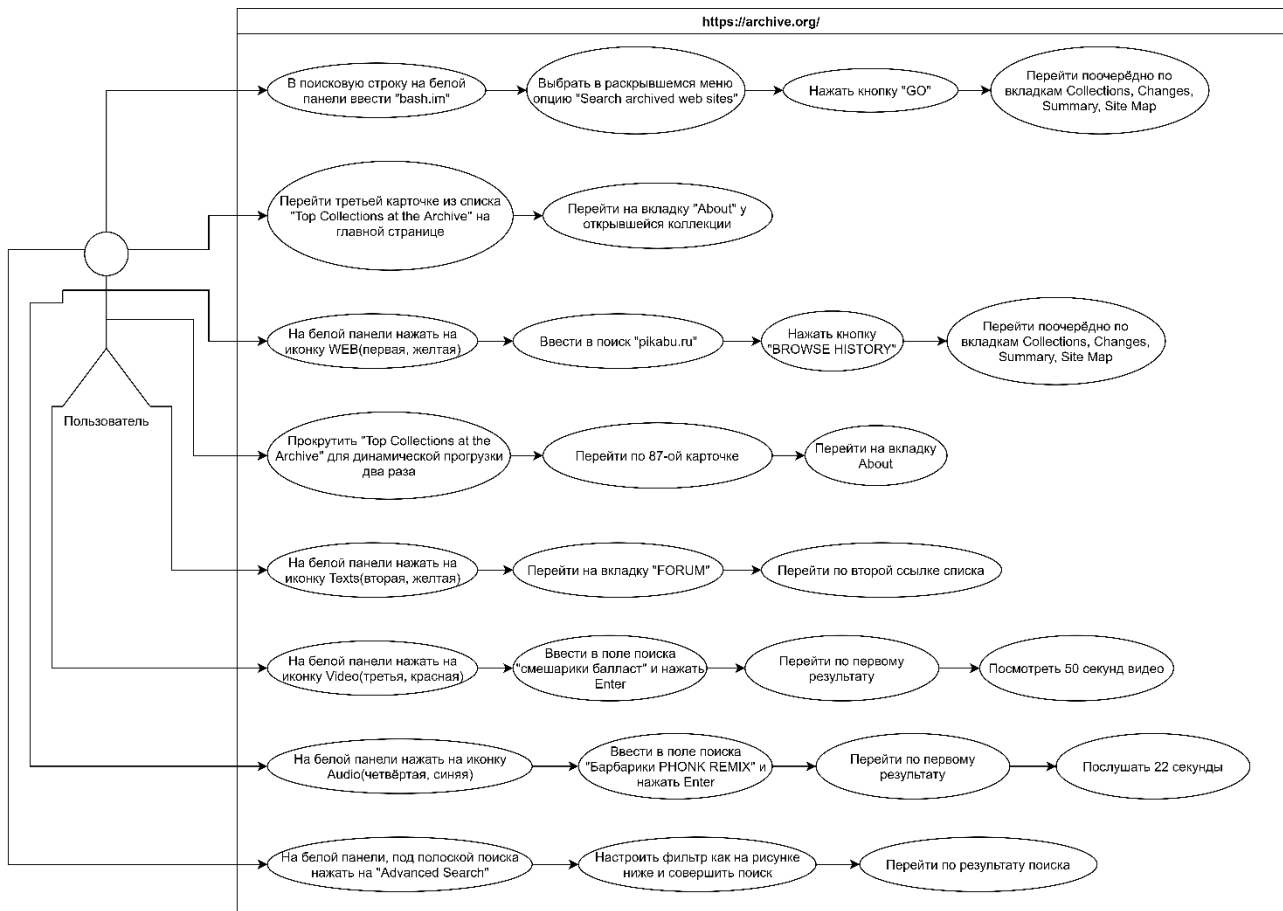 https://archive.org/
В поисковую строку на белой
панели ввести "bash.im"
Выбрать в раскрывшемся меню
опцию "Search archived web sites"
Нажать кнопку "GO"
Перейти поочерёдно по
вкладкам Collections, Changes,
Summary, Site Map
Перейти третьей карточке из списка
"Top Collections at the Archive" на
главной странице
Перейти на вкладку "About" у
открывшейся коллекции
На белой панели нажать на
иконку WEB(первая, желтая)
Ввести в поиск "pikabu.ru"
Нажать кнопку
"BROWSE HISTORY"
Перейти поочерёдно по
вкладкам Collections, Changes,
Summary, Site Map
Пользователь
Прокрутить "Top Collections at the
Archive" для динамической прогрузки
два раза
Перейти по 87-ой карточке
Перейти на вкладку
About
На белой панели нажать на
иконку Texts(вторая, желтая)
Перейти на вкладку "FORUM"
Перейти по второй ссылке списка
На белой панели нажать на
иконку Video(третья, красная)
Ввести в поле поиска
"смешарики балласт" и нажать
Enter
Перейти по первому
результату
Посмотреть 50 секунд видео
На белой панели нажать на иконку
Audio(четвёртая, синяя)
Ввести в поле поиска
"Барбарики PHONK REMIX" и
нажать Enter
Перейти по первому
результату
Послушать 22 секунды
На белой панели, под полоской поиска
нажать на "Advanced Search"
Настроить фильтр как на рисунке
ниже и совершить поиск
Перейти по результату поиска